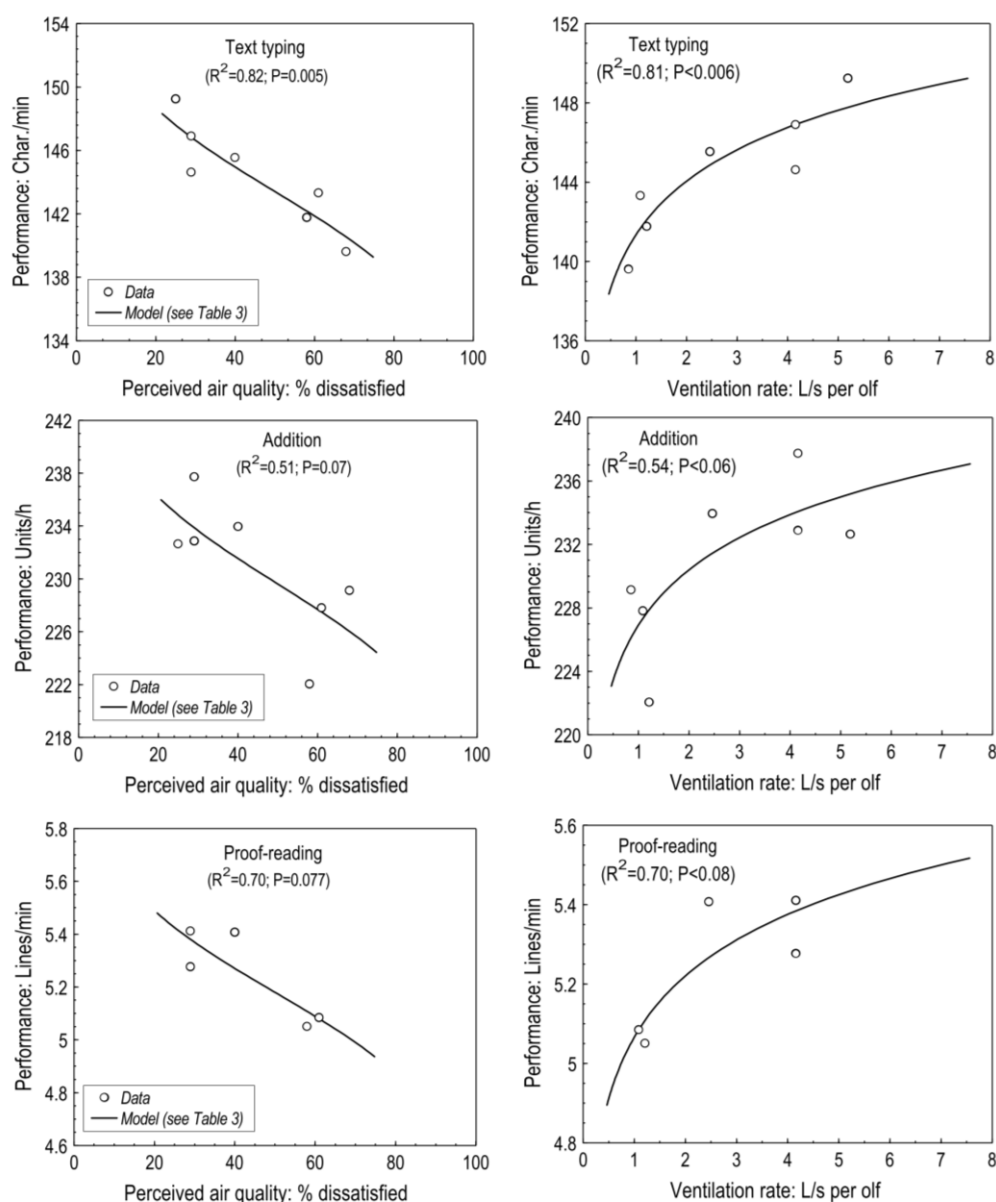 154
150
146
142
138
134
Performance: Char./min
Text typing
(R²=0.82; P=0.005)
Data
Model (see Table 3)
0 20 40 60 80 100
Perceived air quality: % dissatisfied
152
148
144
140
136
Performance: Char./min
Text typing
(R²=0.81; P<0.006)
0 1 2 3 4 5 6 7 8
Ventilation rate: L/s per olf
242
238
234
230
226
222
218
Performance: Units/h
Addition
(R²=0.51; P=0.07)
Data
Model (see Table 3)
0 20 40 60 80 100
Perceived air quality: % dissatisfied
240
236
232
228
224
220
Performance: Units/h
Addition
(R²=0.54; P<0.06)
0 1 2 3 4 5 6 7 8
Ventilation rate: L/s per olf
5.8
5.6
5.4
5.2
5
4.8
4.6
Performance: Lines/min
Proof-reading
(R²=0.70; P=0.077)
Data
Model (see Table 3)
0 20 40 60 80 100
Perceived air quality: % dissatisfied
5.6
5.4
5.2
5
4.8
Performance: Lines/min
Proof-reading
(R²=0.70; P<0.08)
0 1 2 3 4 5 6 7 8
Ventilation rate: L/s per olf